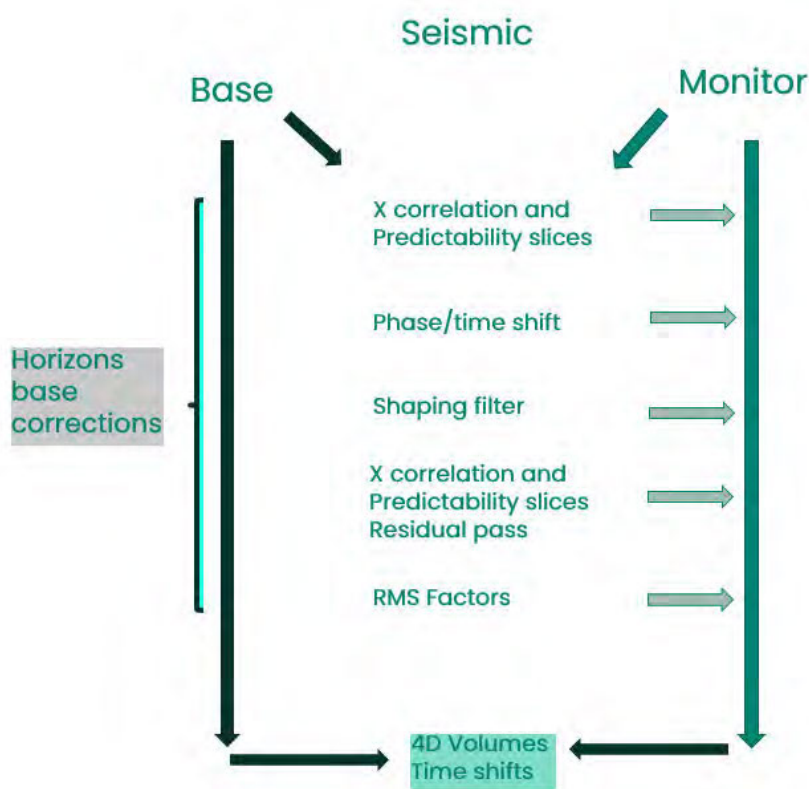 Seismic
Base
Monitor
X correlation and
Predictability slices
Phase/time shift
Horizons
base
corrections
Shaping filter
X correlation and
Predictability slices
Residual pass
RMS Factors
4D Volumes
Time shifts